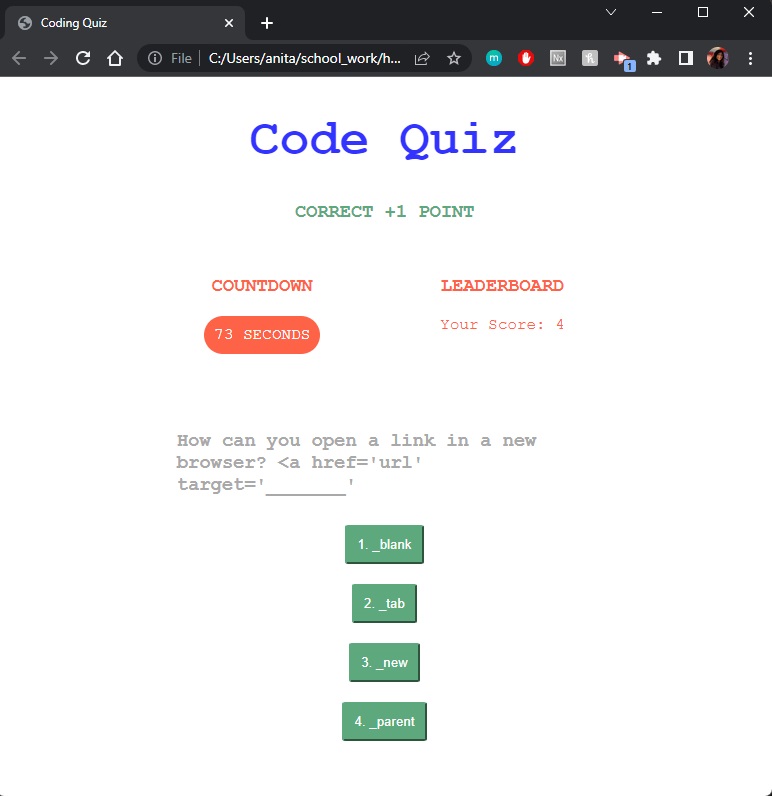 Coding Quiz
File
C:/Users/anita/school_work/h...
m
Nx
1
Code Quiz
CORRECT +1 POINT
COUNTDOWN
LEADERBOARD
73 SECONDS
Your Score: 4
How can you open a link in a new
browser? <a href='url'
target='_______'
1. _blank
2. _tab
3. _new
4. _parent